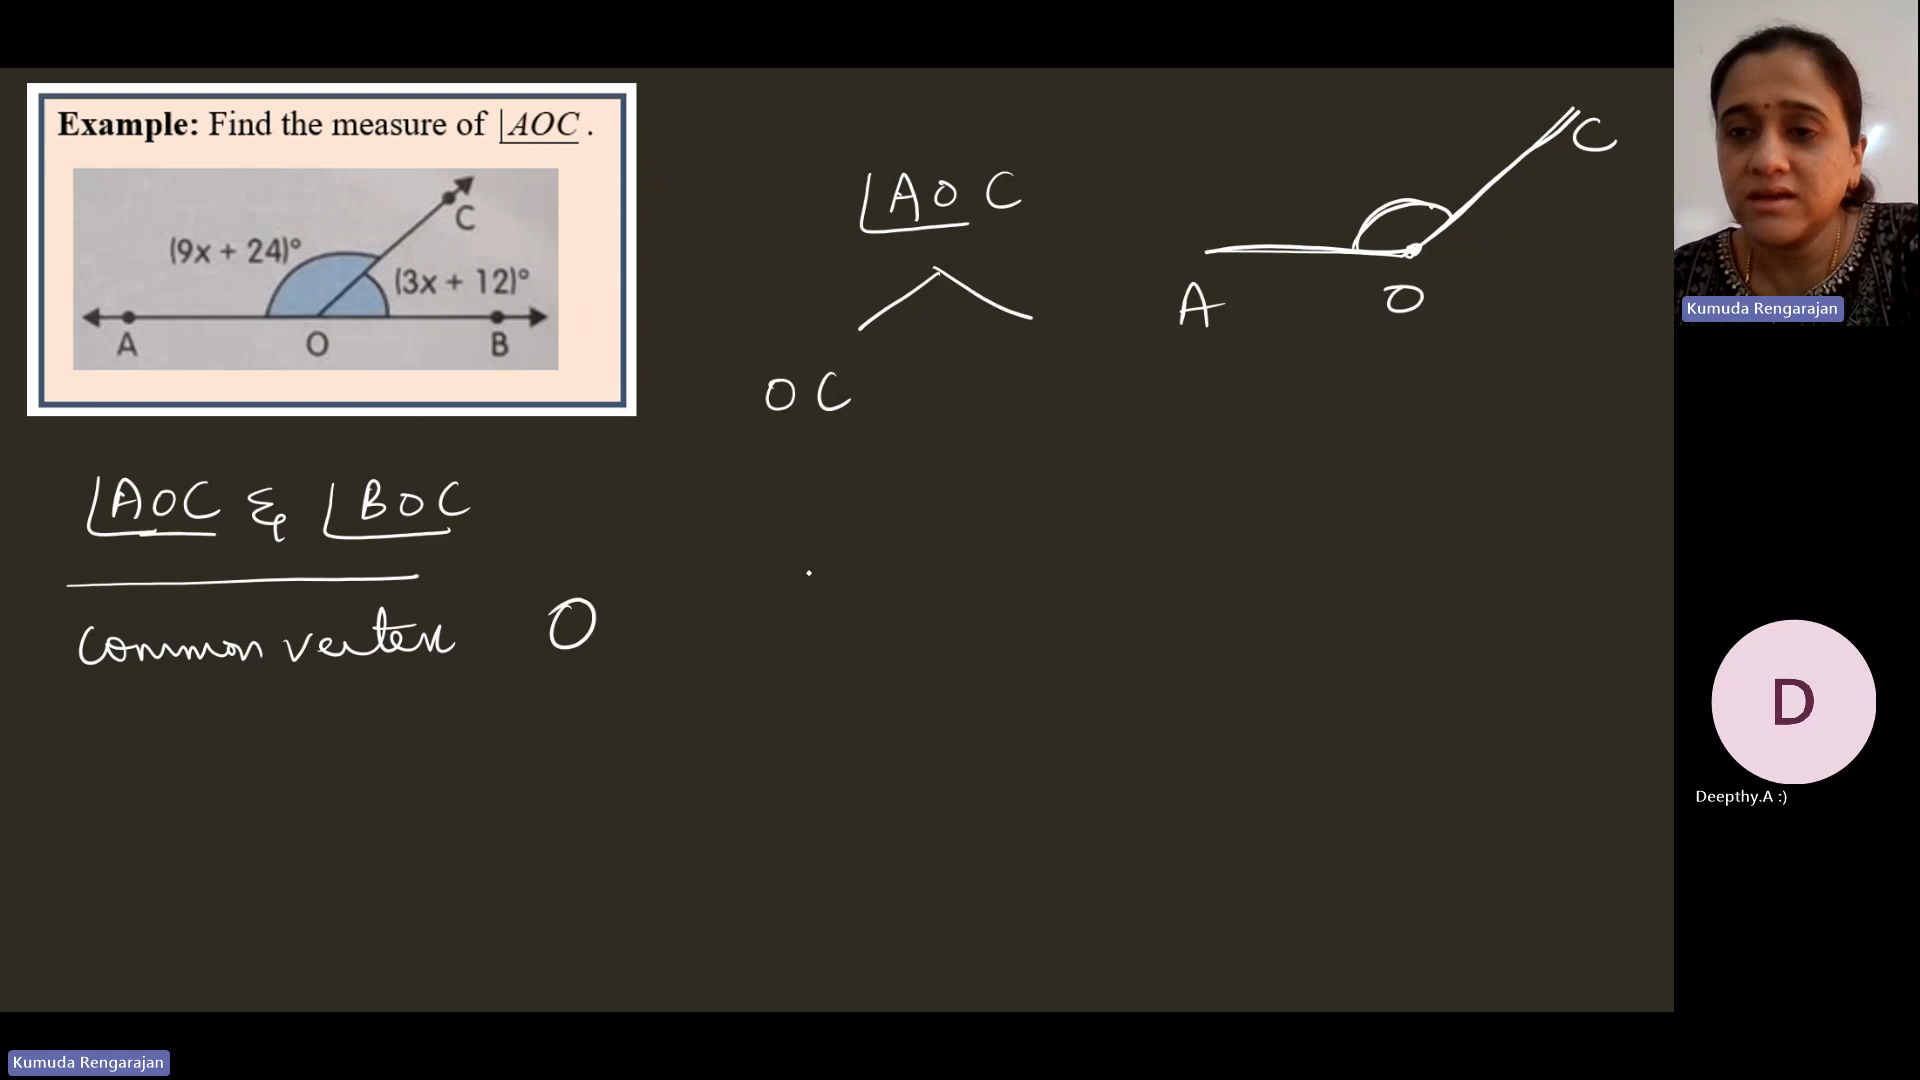 Example: Find the measure of ∠AOC .
C
(9x + 24)°
(3x + 12)°
A O B
∠AOC
O C
C
A O
∠AOC & ∠BOC
Common vertex O
Kumuda Rengarajan
D
Deepthy.A :)
Kumuda Rengarajan